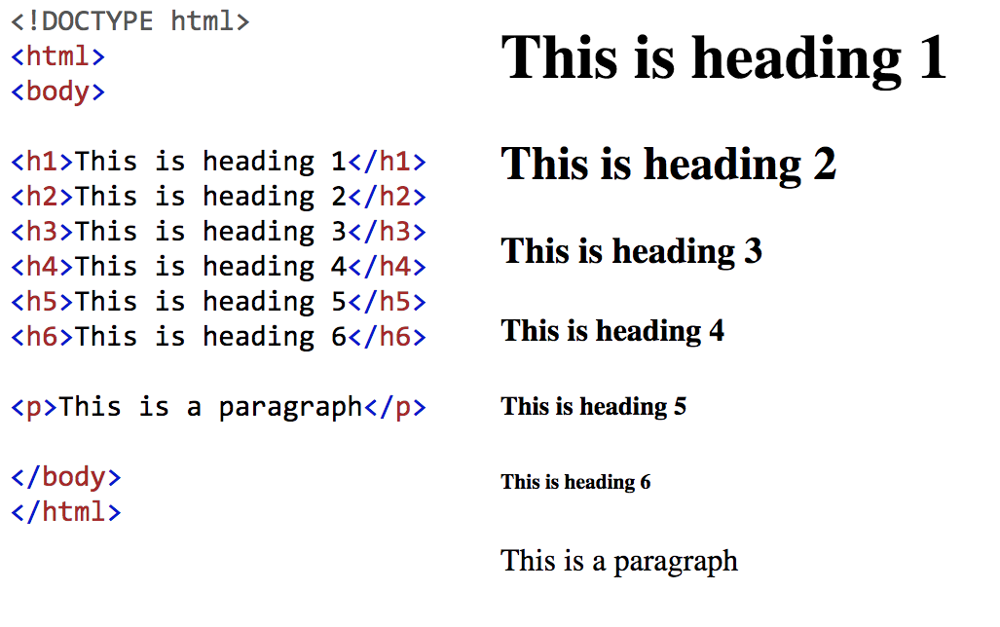 <!DOCTYPE html>
<html>
<body>
<h1>This is heading 1</h1>
<h2>This is heading 2</h2>
<h3>This is heading 3</h3>
<h4>This is heading 4</h4>
<h5>This is heading 5</h5>
<h6>This is heading 6</h6>
<p>This is a paragraph</p>
</body>
</html>
This is heading 1
This is heading 2
This is heading 3
This is heading 4
This is heading 5
This is heading 6
This is a paragraph